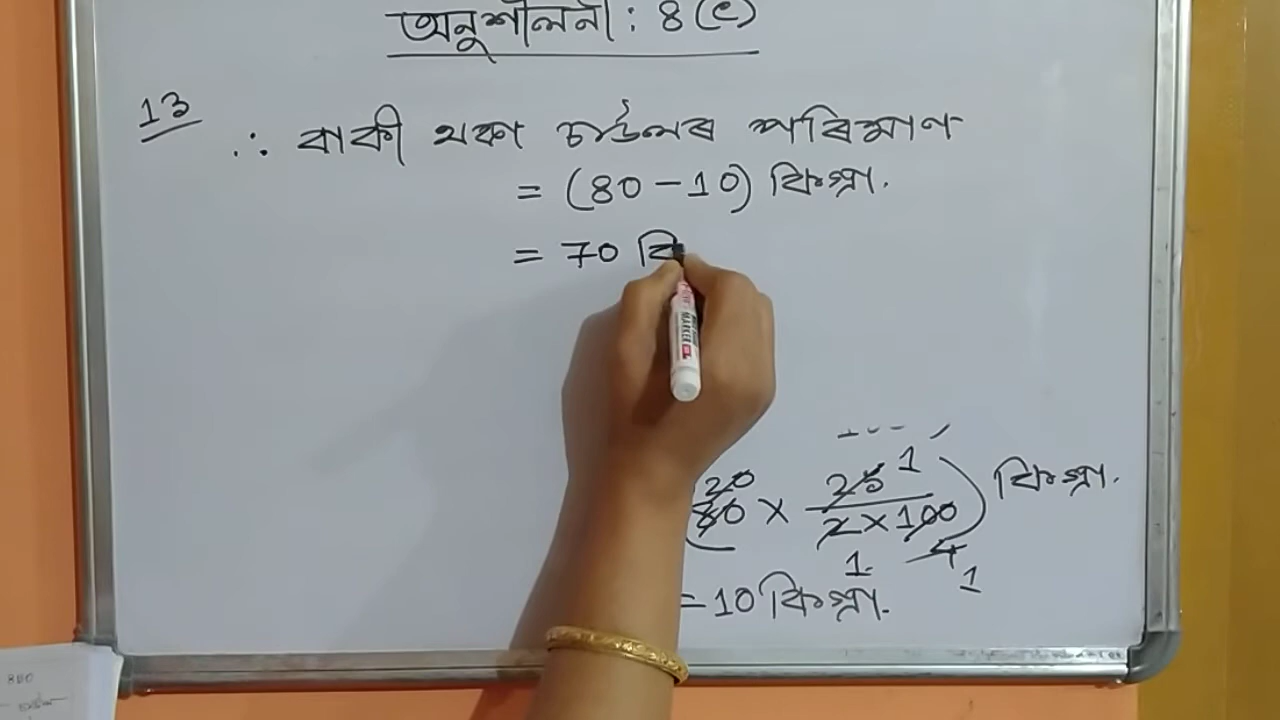 অনুশীলনী : 8 (c)
13
∴ বাকী থকা চাউলৰ পৰিমাণ
= (80 - 10) কি.গ্ৰা.
= 70 কি
20 1
80 × 25 / 2 × 100 ) কি.গ্ৰা.
1 4 1
= 10 কি.গ্ৰা.
MARKER